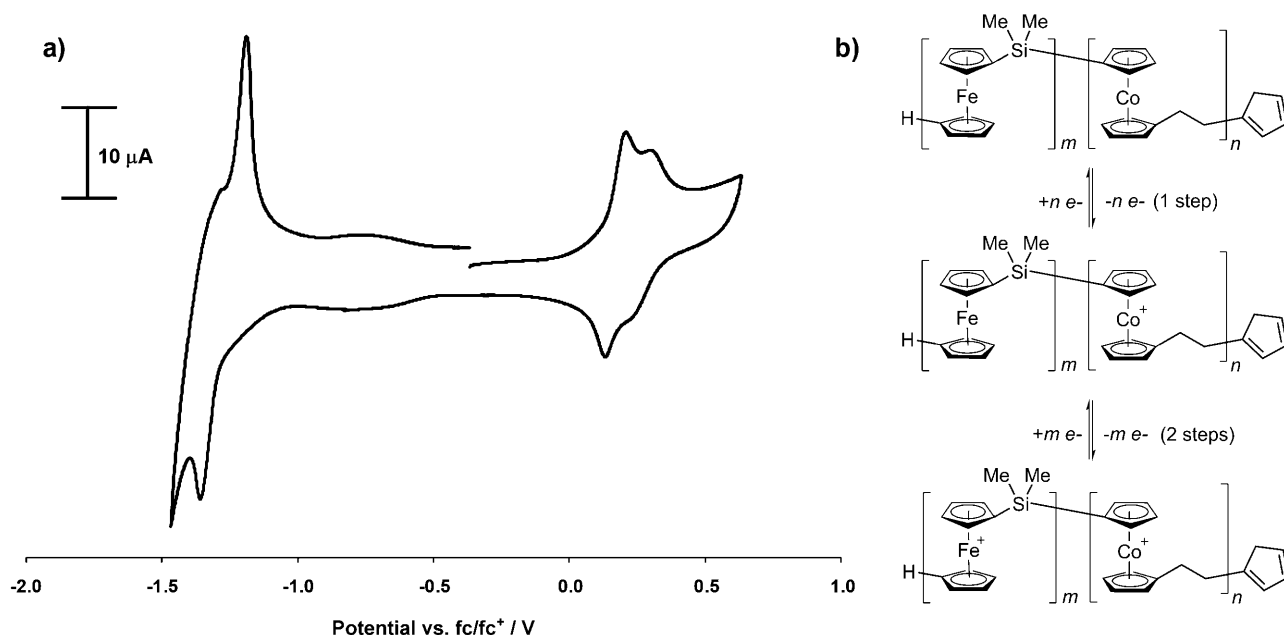 a)
10 µA
-2.0 -1.5 -1.0 -0.5 0.0 0.5 1.0
Potential vs. fc/fc⁺ / V
b)
Me Me
Si
Fe Co
H
m n
+n e- -n e- (1 step)
Me Me
Si
Fe Co⁺
H
m n
+m e- -m e- (2 steps)
Me Me
Si
Fe⁺ Co⁺
H
m n